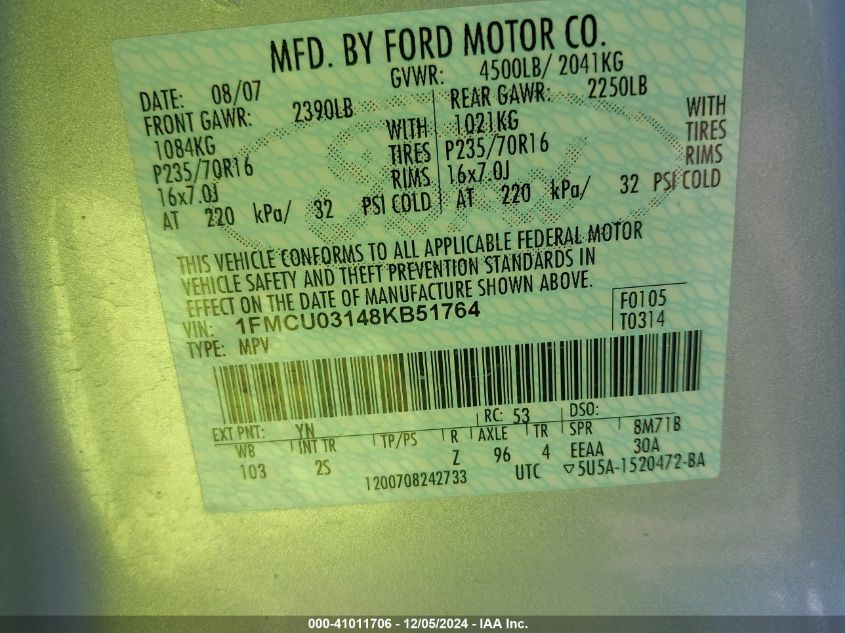 MFD. BY FORD MOTOR CO.
DATE: 08/07 GVWR: 4500LB/ 2041KG
FRONT GAWR: 2390LB REAR GAWR: 2250LB
1084KG WITH 1021KG WITH
P235/70R16 TIRES P235/70R16 TIRES
16x7.0J RIMS 16x7.0J RIMS
AT 220 kPa/ 32 PSI COLD AT 220 kPa/ 32 PSI COLD
THIS VEHICLE CONFORMS TO ALL APPLICABLE FEDERAL MOTOR
VEHICLE SAFETY AND THEFT PREVENTION STANDARDS IN
EFFECT ON THE DATE OF MANUFACTURE SHOWN ABOVE.
VIN: 1FMCU03148KB51764 F0105
TYPE: MPV T0314
EXT PNT: YN RC: 53 DSO:
WB INT TR TP/PS R AXLE TR SPR 8M71B
103 2S Z 96 4 EEAA 30A
1200708242733 UTC ▽5U5A-1520472-BA
000-41011706 - 12/05/2024 - IAA Inc.